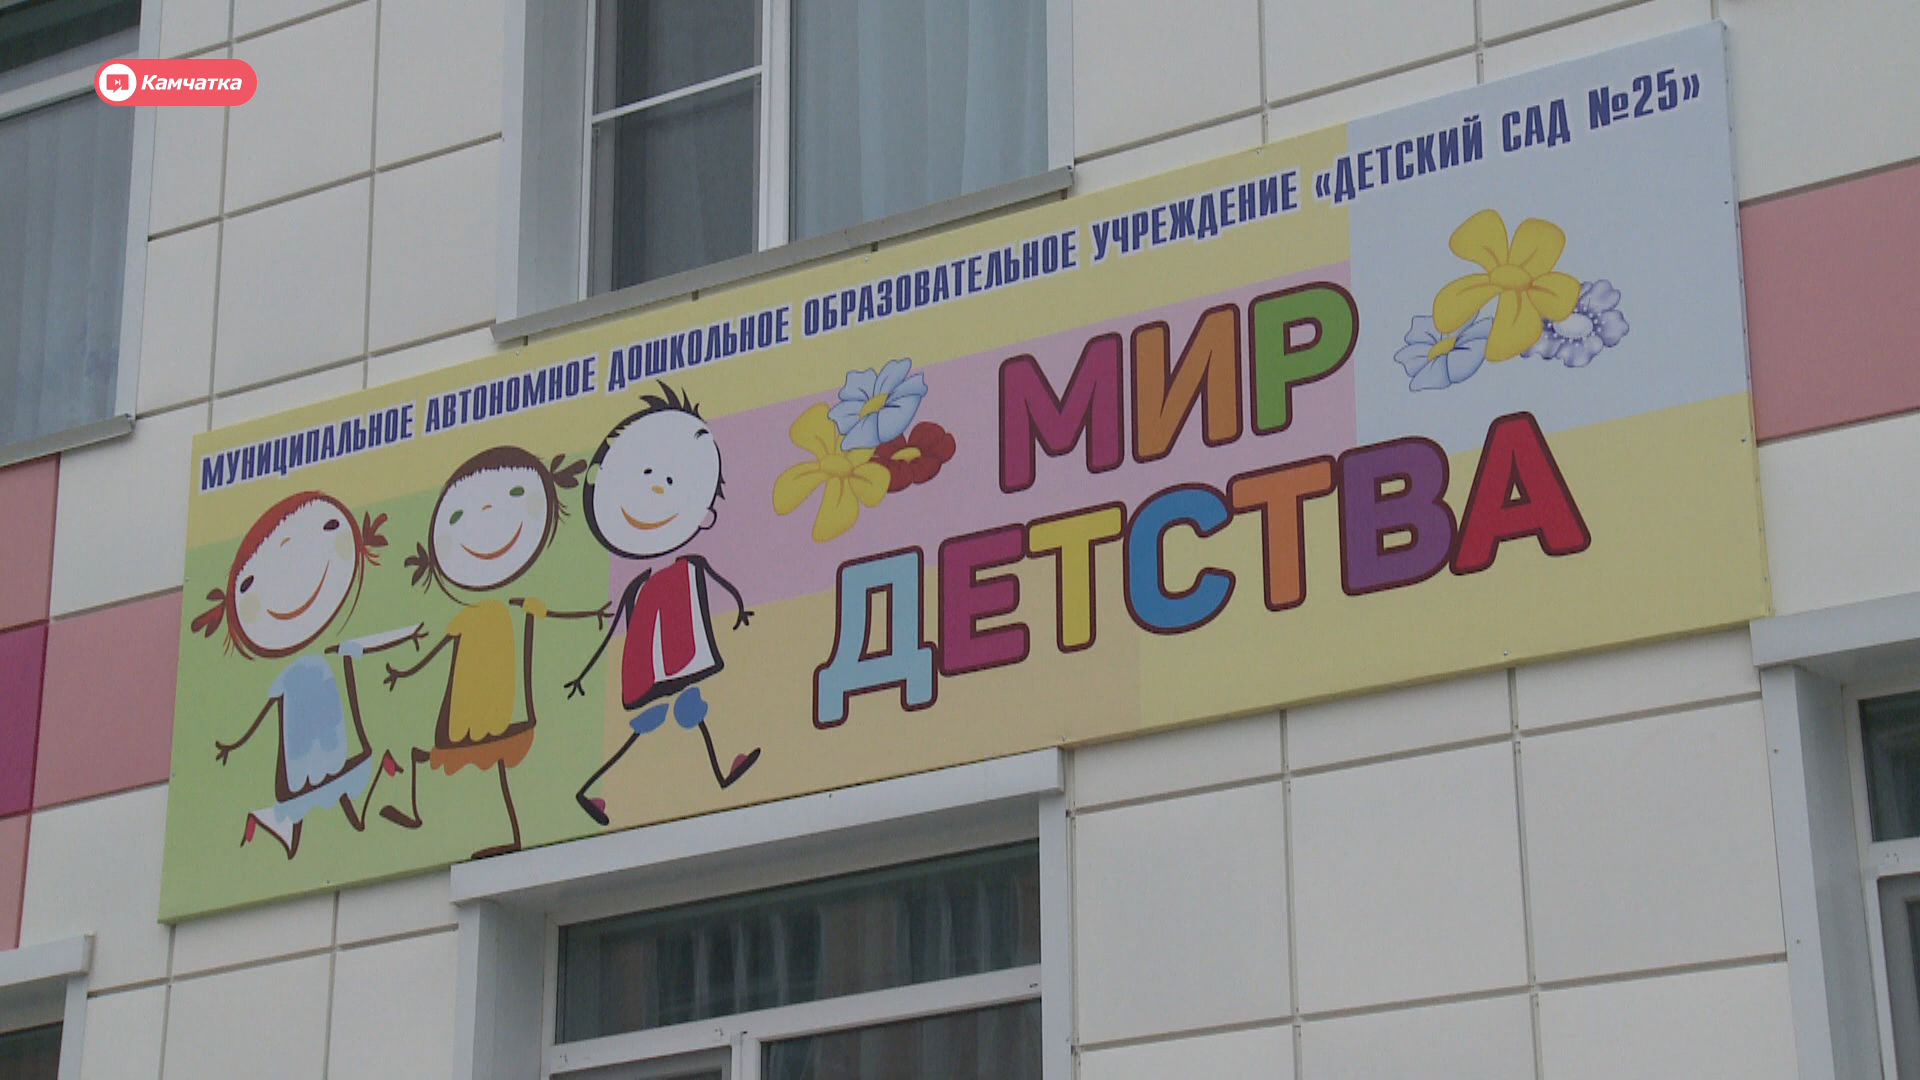 Камчатка
МУНИЦИПАЛЬНОЕ АВТОНОМНОЕ ДОШКОЛЬНОЕ ОБРАЗОВАТЕЛЬНОЕ УЧРЕЖДЕНИЕ «ДЕТСКИЙ САД №25»
МИР
ДЕТСТВА